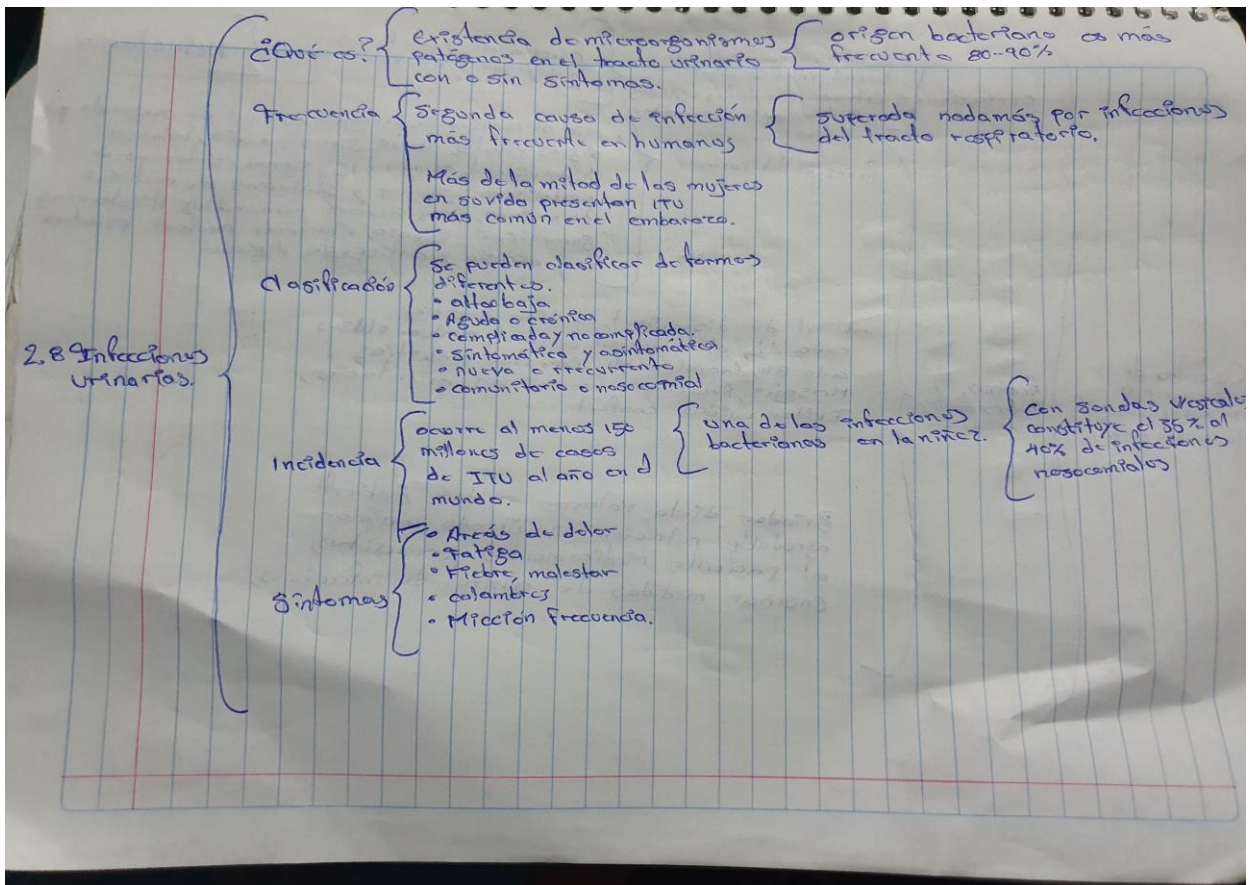 ¿Qué es?
existencia de microorganismos
patógenos en el tracto urinario
con o sin síntomas.
origen bacteriano es más
frecuente 80-90%
Frecuencia
Segunda causa de infección
más frecuente en humanos
superada nadamás por infecciones
del tracto respiratorio.
Más de la mitad de las mujeres
en su vida presentan ITU
más común en el embarazo.
Clasificación
Se pueden clasificar de formas
diferentes.
• alta o baja
• Aguda o crónica
• complicada y no complicada.
• sintomática y asintomática
• nueva o recurrente
• comunitario o nosocomial
2.8 Infecciones
urinarias.
Incidencia
ocurre al menos 150
millones de casos
de ITU al año en el
mundo.
una de las infecciones
bacterianas en la niñez.
Con sondas vesicales
constituye el 35% al
40% de infecciones
nosocomiales
Síntomas
• Areás de dolor
• Fatiga
• Fiebre, malestar
• calambres
• Micción frecuencia.